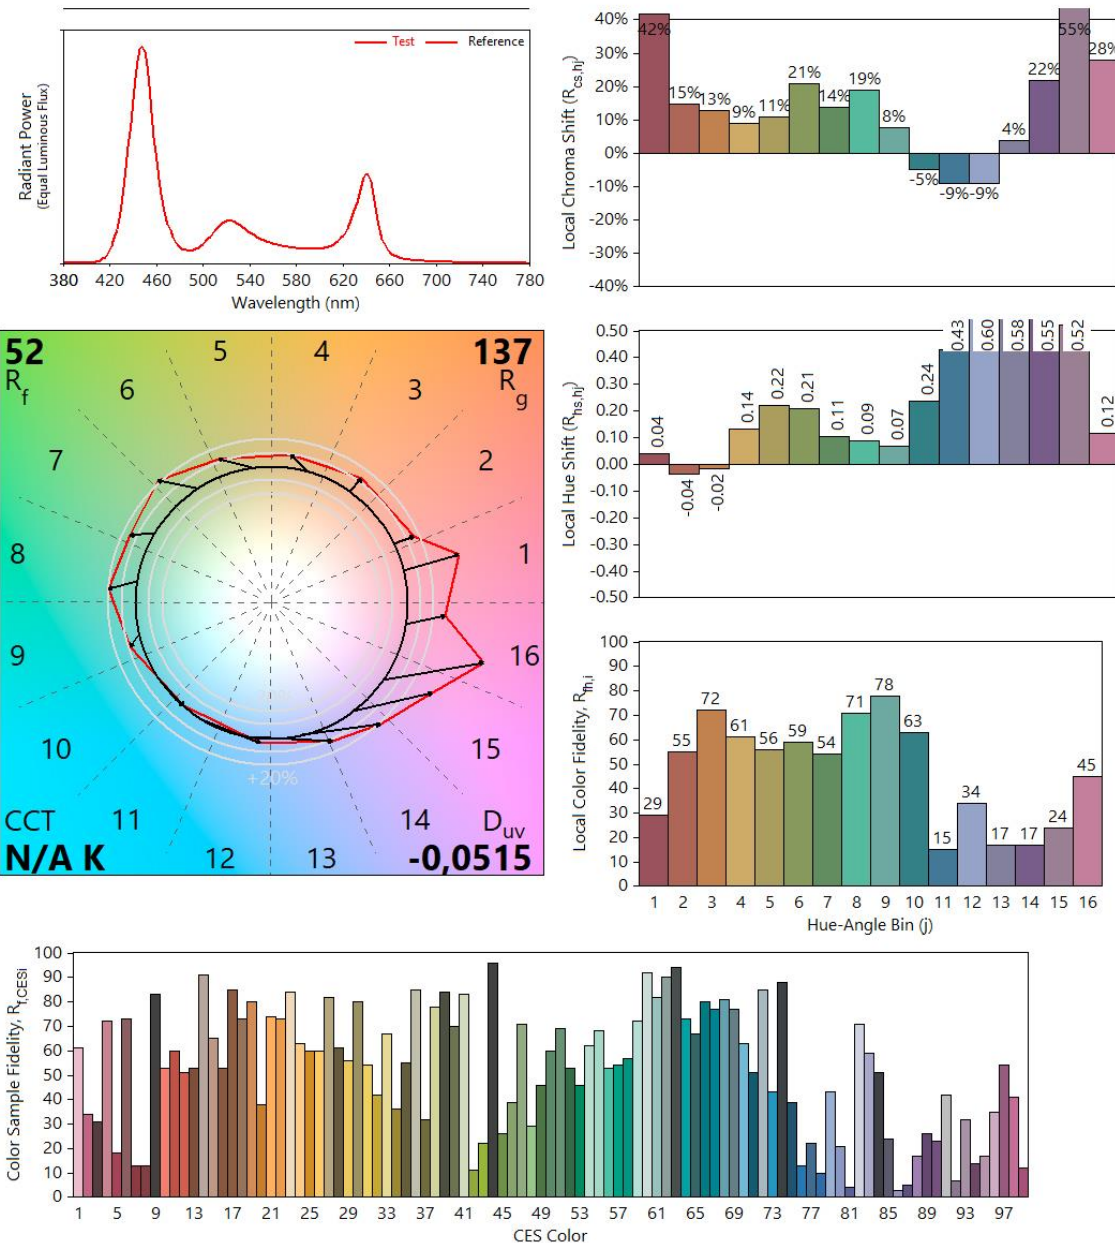 Test Reference
Radiant Power
(Equal Luminous Flux)
380 420 460 500 540 580 620 660 700 740 780
Wavelength (nm)
Local Chroma Shift (Rcs,hj)
40%
30%
20%
10%
0%
-10%
-20%
-30%
-40%
42% 15% 13% 9% 11% 21% 14% 19% 8% -5% -9% -9% 4% 22% 55% 28%
52
Rf
137
Rg
5 4
6 3
7 2
8 1
9 16
10 15
11 14
12 13
+20%
CCT
N/A K
Duv
-0,0515
Local Hue Shift (Rhs,hj)
0.50
0.40
0.30
0.20
0.10
0.00
-0.10
-0.20
-0.30
-0.40
-0.50
0.04 -0.04 -0.02 0.14 0.22 0.21 0.11 0.09 0.07 0.24 0.43 0.60 0.58 0.55 0.52 0.12
Local Color Fidelity, Rfh,i
100
90
80
70
60
50
40
30
20
10
0
29 55 72 61 56 59 54 71 78 63 15 34 17 17 24 45
1 2 3 4 5 6 7 8 9 10 11 12 13 14 15 16
Hue-Angle Bin (j)
Color Sample Fidelity, Rf,CESi
100
90
80
70
60
50
40
30
20
10
0
1 5 9 13 17 21 25 29 33 37 41 45 49 53 57 61 65 69 73 77 81 85 89 93 97
CES Color